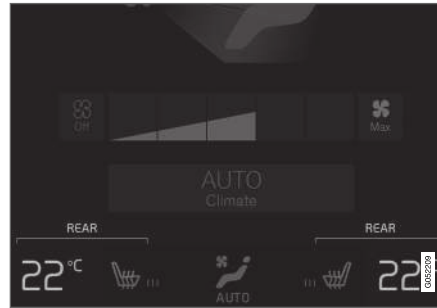 Off
Max
AUTO
Climate
REAR REAR
22°C 22
AUTO
G052209